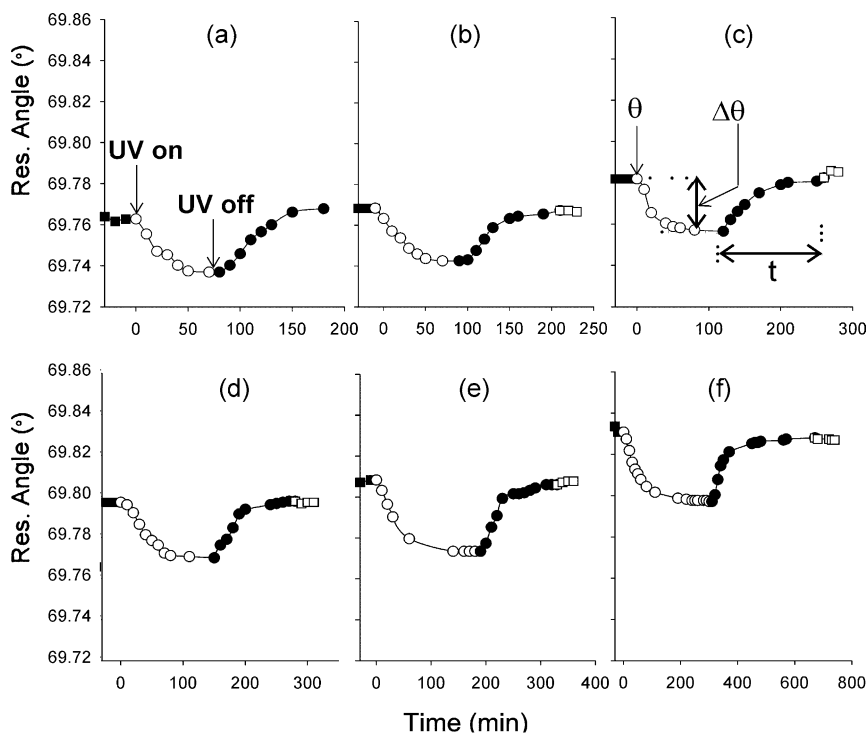 (a) (b) (c)
Res. Angle (°)
69.86
69.84
69.82
69.80
69.78
69.76
69.74
69.72
UV on
UV off
θ
Δθ
t
0 50 100 150 200
0 50 100 150 200 250
0 100 200 300
(d) (e) (f)
Res. Angle (°)
69.86
69.84
69.82
69.80
69.78
69.76
69.74
69.72
0 100 200 300
0 100 200 300 400
0 200 400 600 800
Time (min)